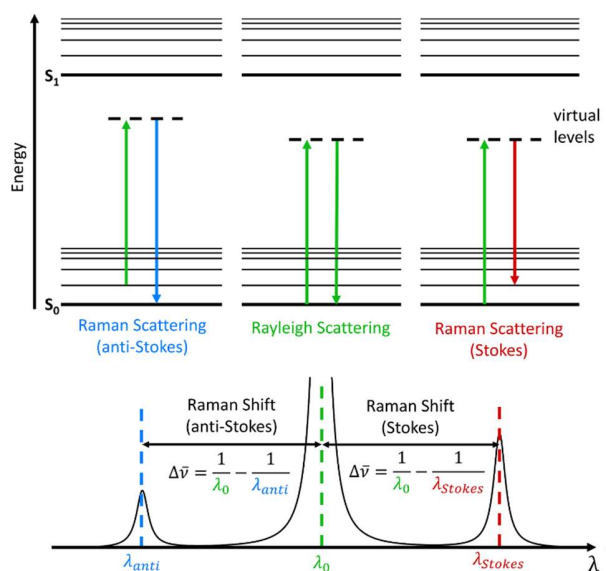 Energy
S1
S0
virtual
levels
Raman Scattering
(anti-Stokes)
Rayleigh Scattering
Raman Scattering
(Stokes)
Raman Shift
(anti-Stokes)
Δν̄ = 1/λ0 − 1/λanti
Raman Shift
(Stokes)
Δν̄ = 1/λ0 − 1/λStokes
λanti
λ0
λStokes
λ